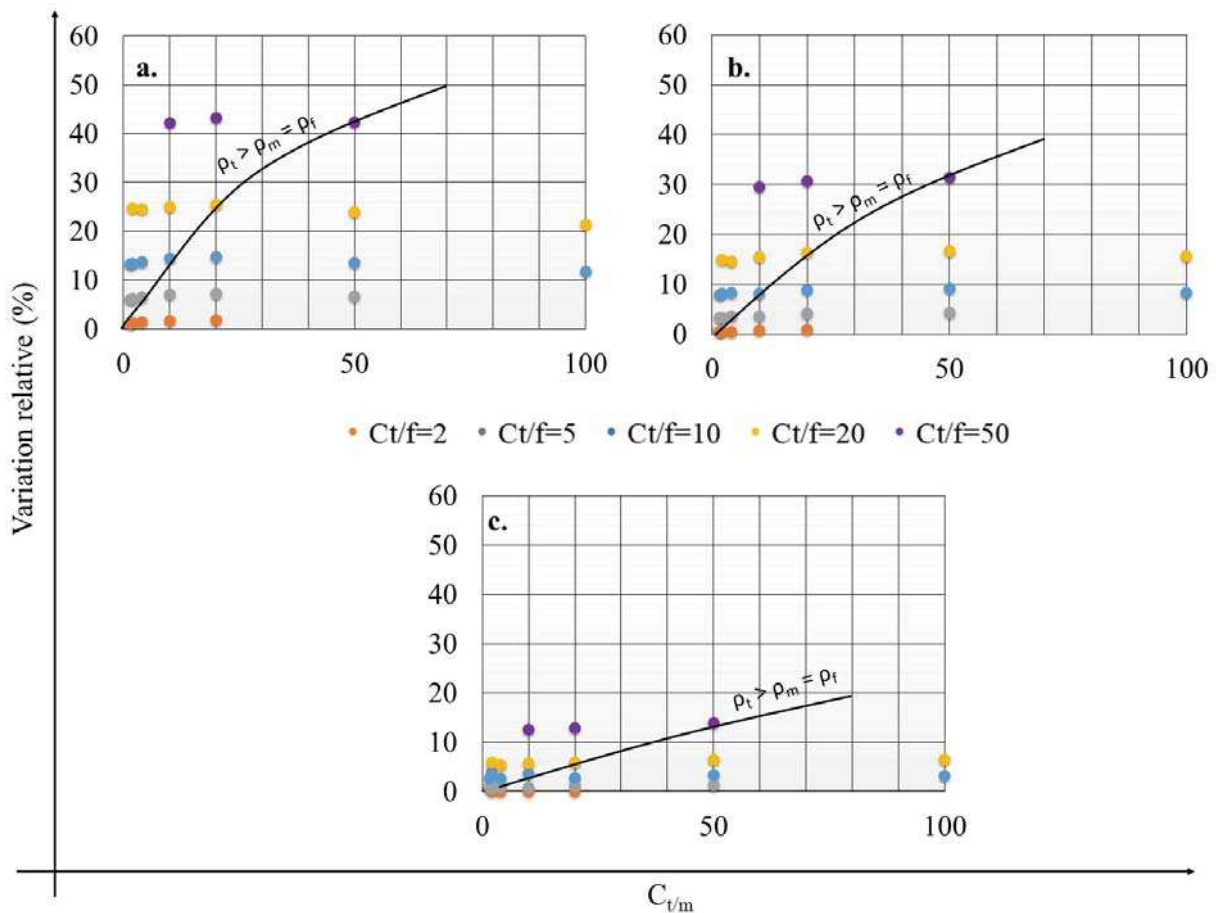 Variation relative (%)
a.
60
50
40
30
20
10
0
0 50 100
ρt > ρm = ρf
b.
60
50
40
30
20
10
0
0 50 100
ρt > ρm = ρf
Ct/f=2 Ct/f=5 Ct/f=10 Ct/f=20 Ct/f=50
c.
60
50
40
30
20
10
0
0 50 100
ρt > ρm = ρf
Ct/m